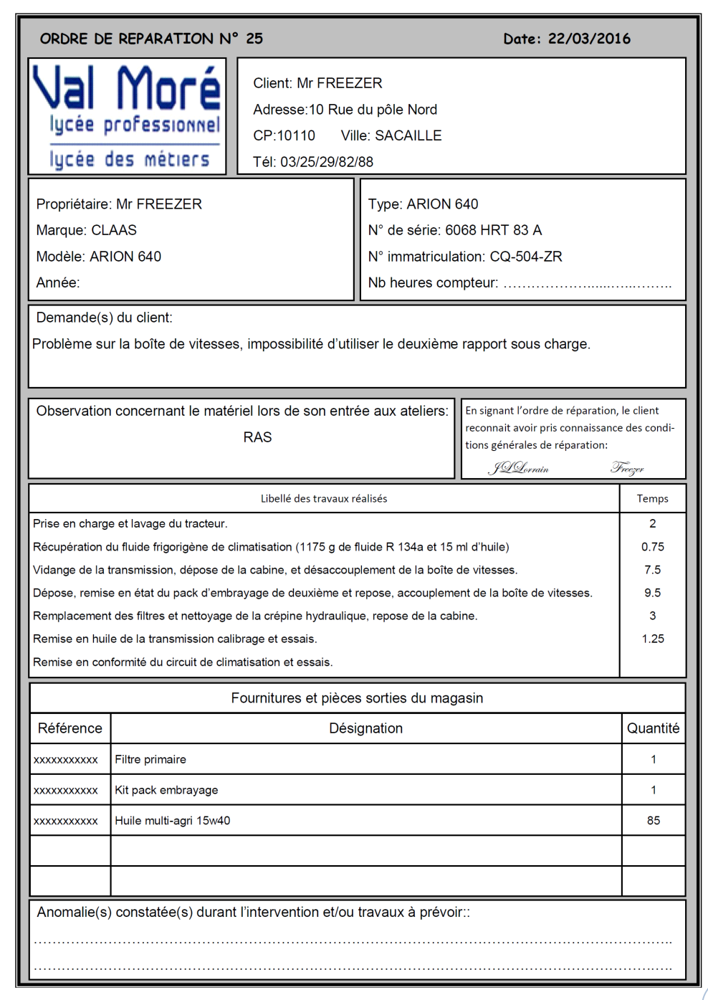 ORDRE DE REPARATION N° 25
Date: 22/03/2016
Val Moré
lycée professionnel
lycée des métiers
Client: Mr FREEZER
Adresse:10 Rue du pôle Nord
CP:10110 Ville: SACAILLE
Tél: 03/25/29/82/88
Propriétaire: Mr FREEZER
Marque: CLAAS
Modèle: ARION 640
Année:
Type: ARION 640
N° de série: 6068 HRT 83 A
N° immatriculation: CQ-504-ZR
Nb heures compteur: ……………….....…..……..
Demande(s) du client:
Problème sur la boîte de vitesses, impossibilité d’utiliser le deuxième rapport sous charge.
Observation concernant le matériel lors de son entrée aux ateliers:
RAS
En signant l’ordre de réparation, le client
reconnait avoir pris connaissance des condi-
tions générales de réparation:
JLLorrain Freezer
Libellé des travaux réalisés Temps
Prise en charge et lavage du tracteur. 2
Récupération du fluide frigorigène de climatisation (1175 g de fluide R 134a et 15 ml d’huile) 0.75
Vidange de la transmission, dépose de la cabine, et désaccouplement de la boîte de vitesses. 7.5
Dépose, remise en état du pack d’embrayage de deuxième et repose, accouplement de la boîte de vitesses. 9.5
Remplacement des filtres et nettoyage de la crépine hydraulique, repose de la cabine. 3
Remise en huile de la transmission calibrage et essais. 1.25
Remise en conformité du circuit de climatisation et essais.
Fournitures et pièces sorties du magasin
Référence Désignation Quantité
xxxxxxxxxxx Filtre primaire 1
xxxxxxxxxxx Kit pack embrayage 1
xxxxxxxxxxx Huile multi-agri 15w40 85
Anomalie(s) constatée(s) durant l’intervention et/ou travaux à prévoir::